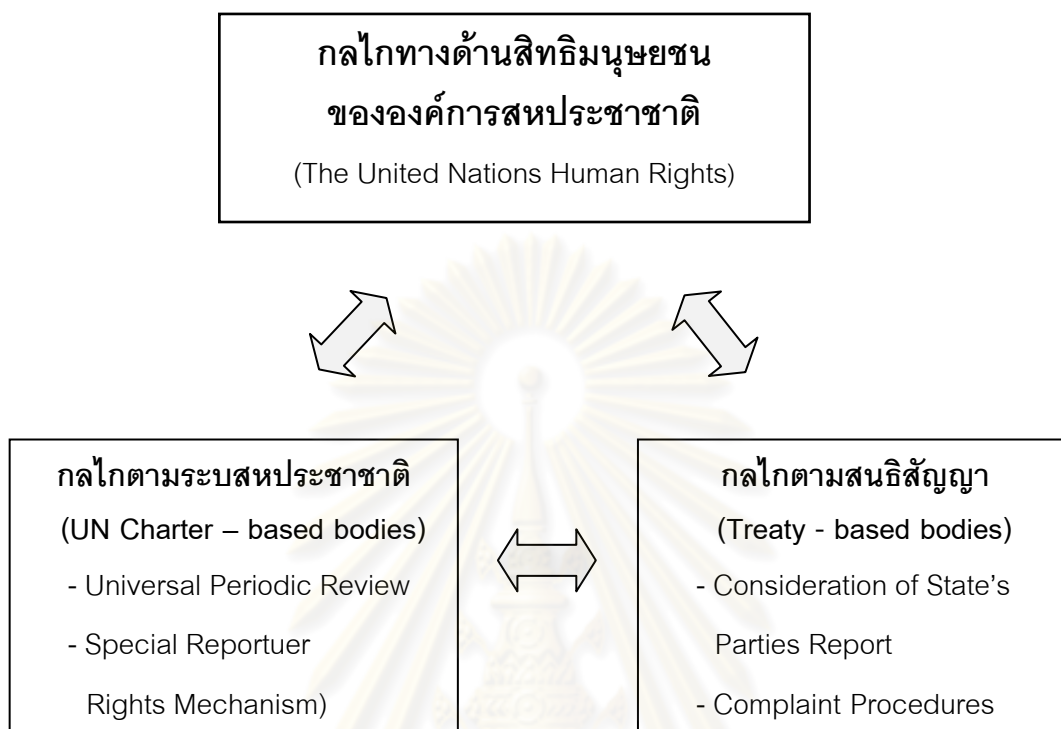 กลไกทางด้านสิทธิมนุษยชน
ขององค์การสหประชาชาติ
(The United Nations Human Rights)
กลไกตามระบสหประชาชาติ
(UN Charter – based bodies)
- Universal Periodic Review
- Special Reportuer
Rights Mechanism)
กลไกตามสนธิสัญญา
(Treaty - based bodies)
- Consideration of State's
Parties Report
- Complaint Procedures